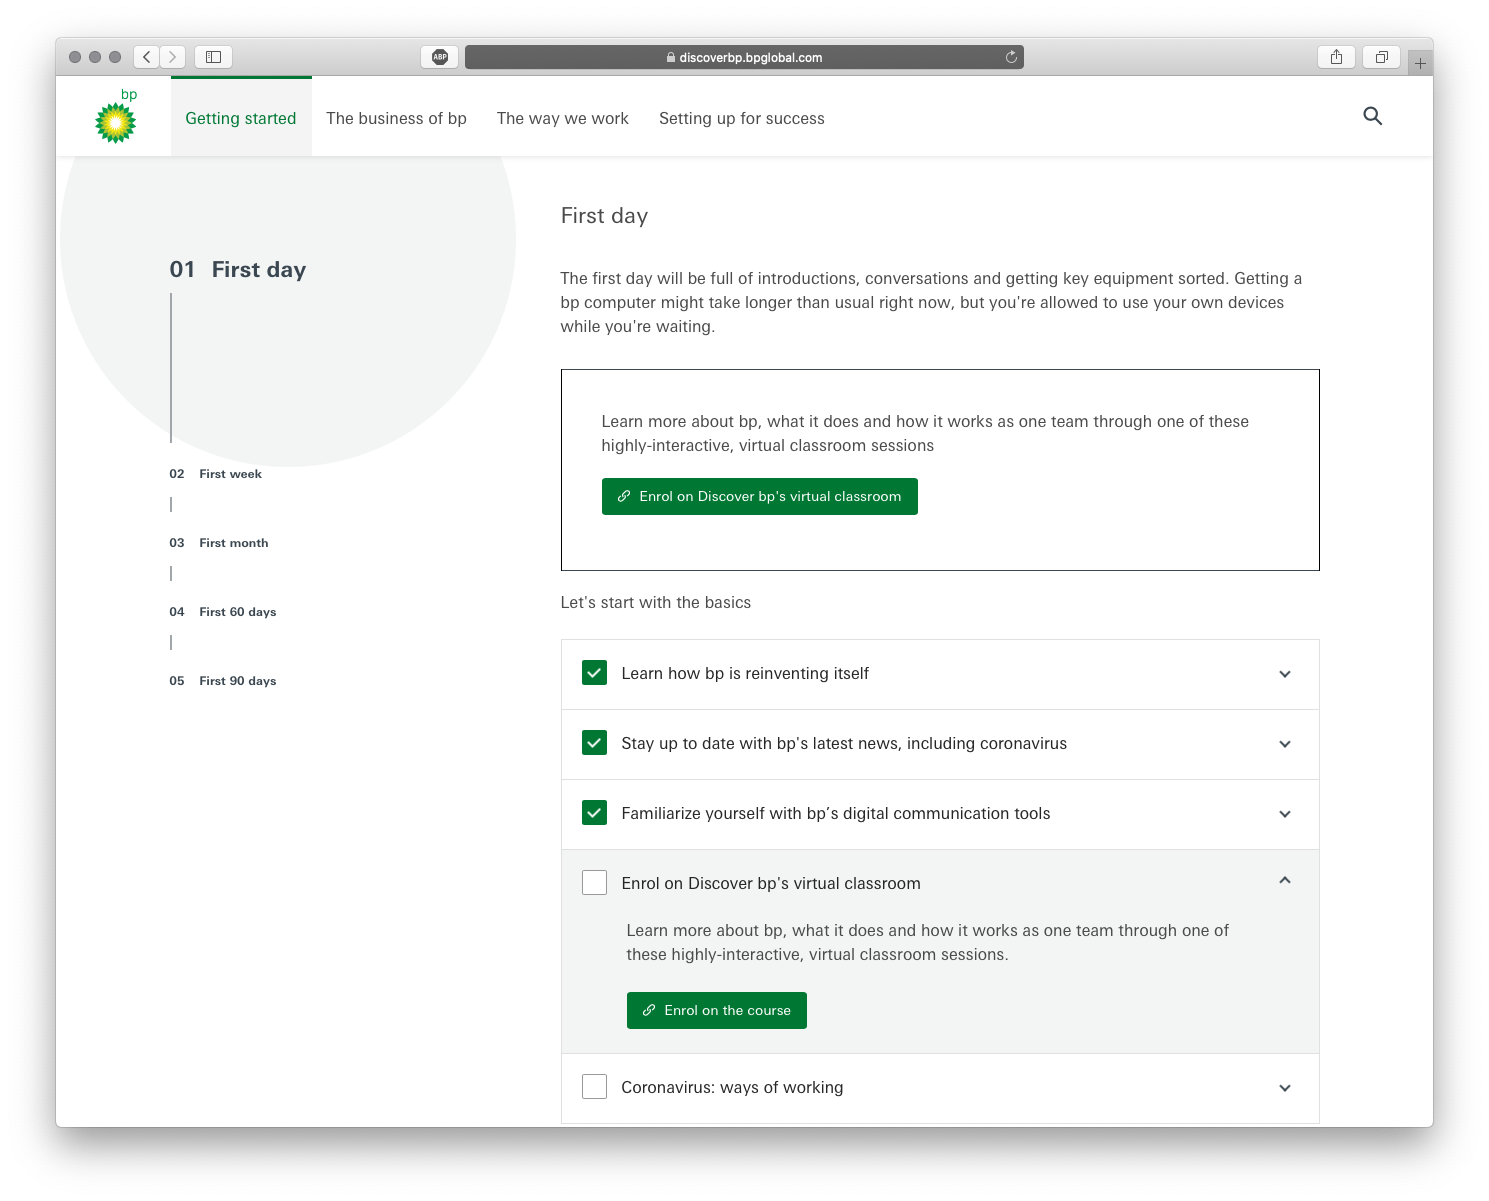 ABP
discoverbp.bpglobal.com
bp
Getting started
The business of bp
The way we work
Setting up for success
01 First day
02 First week
03 First month
04 First 60 days
05 First 90 days
First day
The first day will be full of introductions, conversations and getting key equipment sorted. Getting a
bp computer might take longer than usual right now, but you're allowed to use your own devices
while you're waiting.
Learn more about bp, what it does and how it works as one team through one of these
highly-interactive, virtual classroom sessions
Enrol on Discover bp's virtual classroom
Let's start with the basics
Learn how bp is reinventing itself
Stay up to date with bp's latest news, including coronavirus
Familiarize yourself with bp’s digital communication tools
Enrol on Discover bp's virtual classroom
Learn more about bp, what it does and how it works as one team through one of
these highly-interactive, virtual classroom sessions.
Enrol on the course
Coronavirus: ways of working